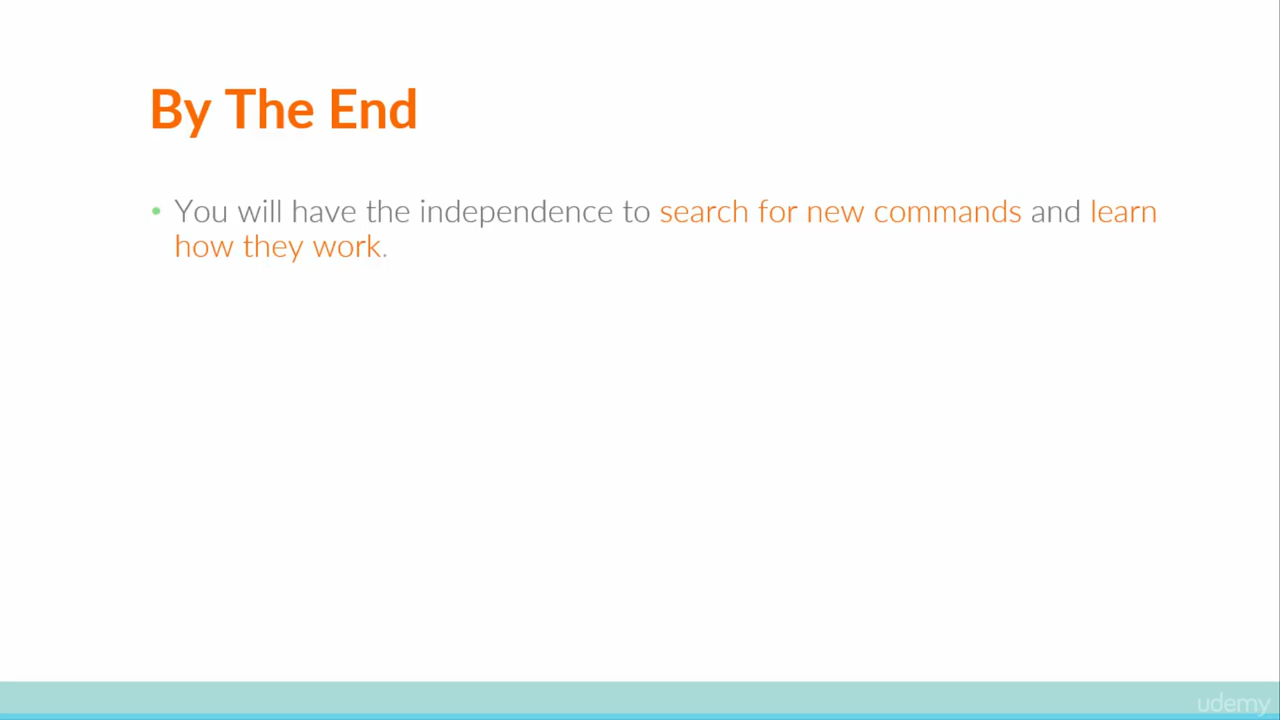 By The End
• You will have the independence to search for new commands and learn
how they work.
udemy